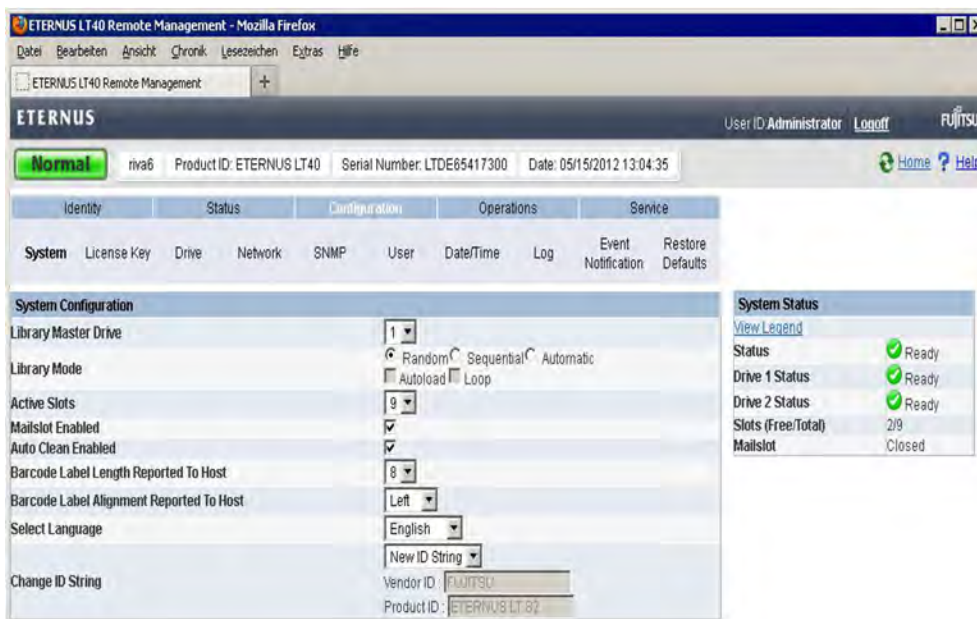 ETERNUS LT40 Remote Management - Mozilla Firefox
Datei Bearbeiten Ansicht Chronik Lesezeichen Extras Hilfe
ETERNUS LT40 Remote Management +
ETERNUS
User ID Administrator Logoff FUJITSU
Normal riva6 Product ID: ETERNUS LT40 Serial Number: LTDE65417300 Date: 05/15/2012 13:04:35 Home ? Help
Identity Status Configuration Operations Service
System License Key Drive Network SNMP User Date/Time Log Event Notification Restore Defaults
System Configuration
Library Master Drive 1
Library Mode Random Sequential Automatic
Autoload Loop
Active Slots 9
Mailslot Enabled
Auto Clean Enabled
Barcode Label Length Reported To Host 8
Barcode Label Alignment Reported To Host Left
Select Language English
Change ID String New ID String
Vendor ID : FUJITSU
Product ID : ETERNUS LT S2
System Status
View Legend
Status Ready
Drive 1 Status Ready
Drive 2 Status Ready
Slots (Free/Total) 2/9
Mailslot Closed